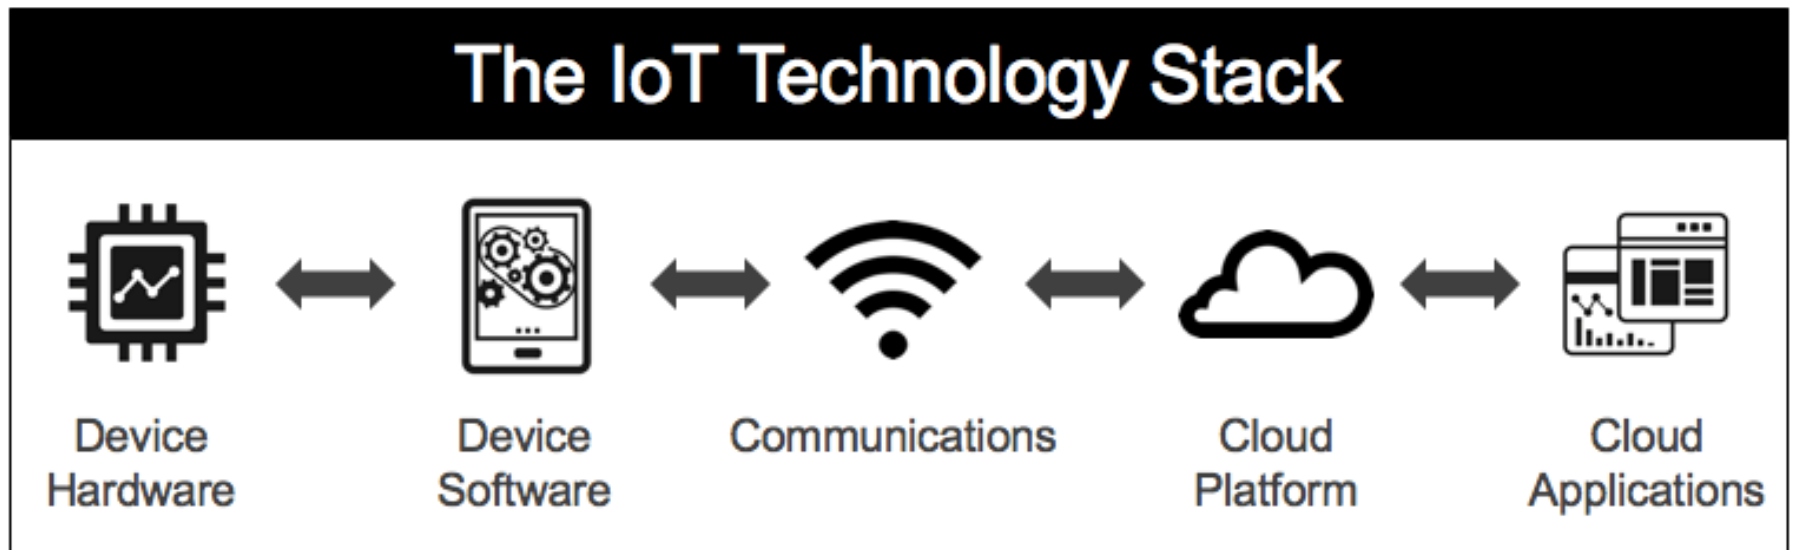 The IoT Technology Stack
Device
Hardware
Device
Software
Communications
Cloud
Platform
Cloud
Applications